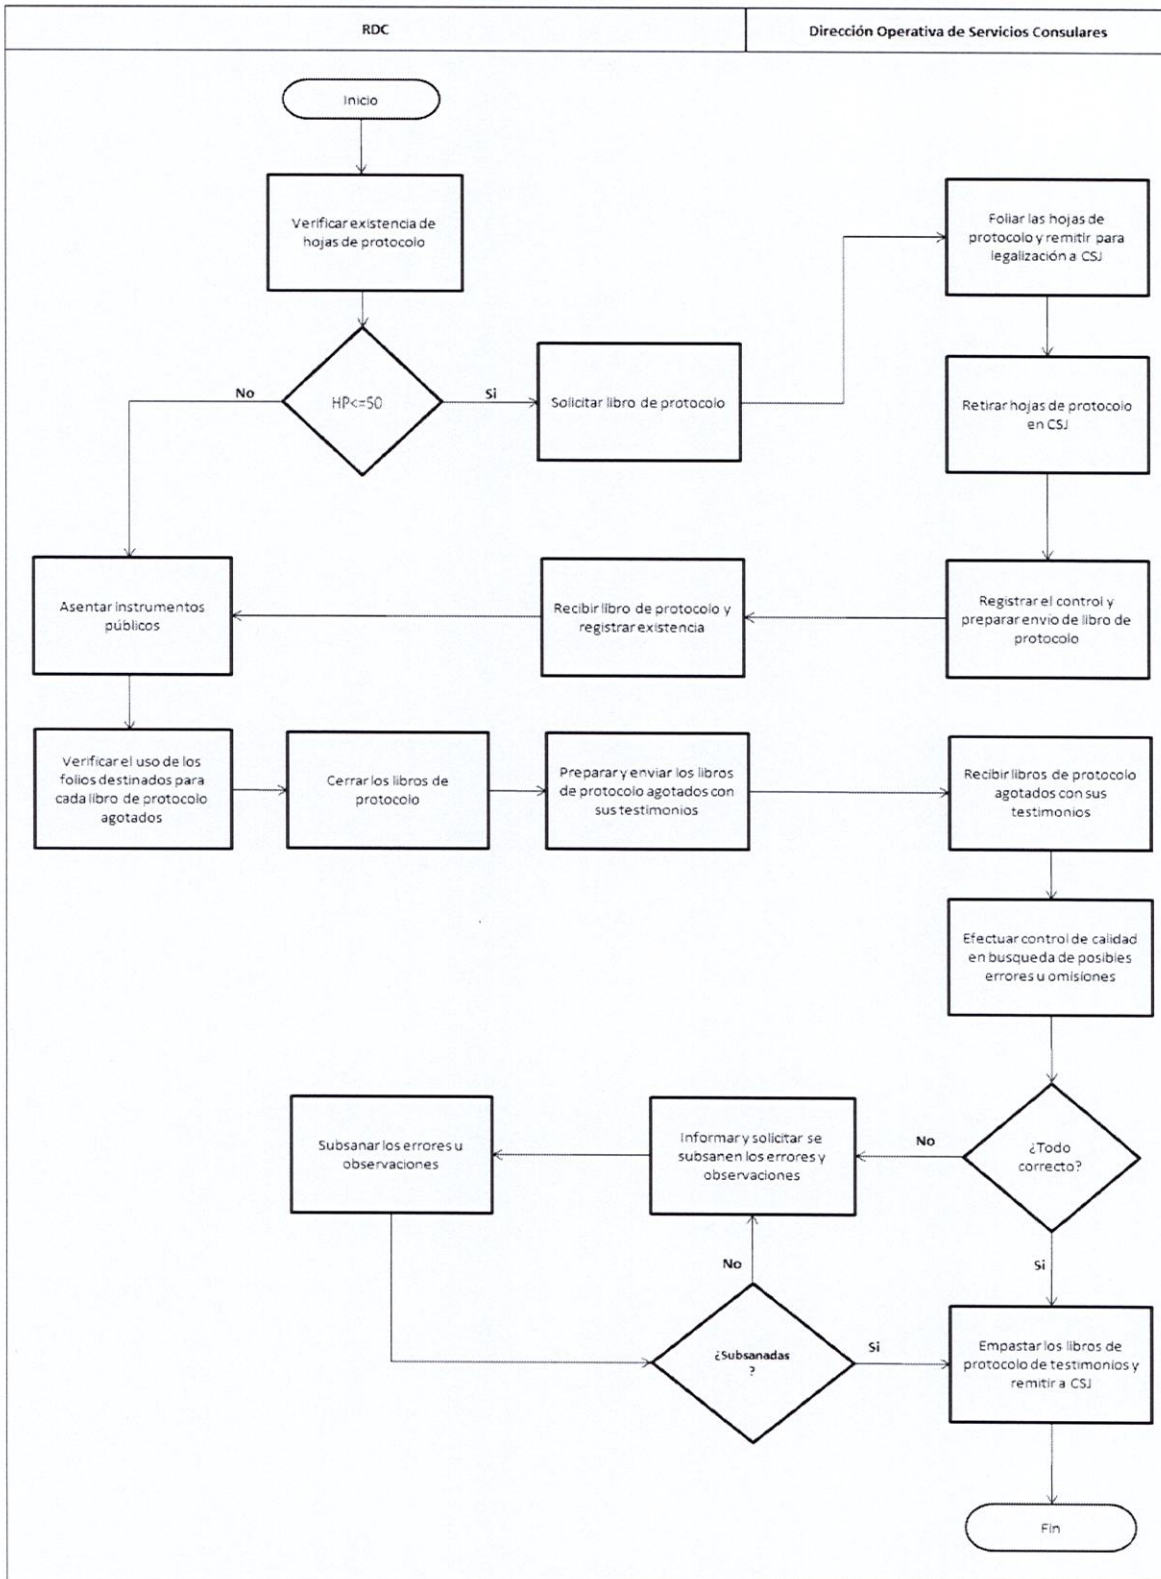 RDC
Dirección Operativa de Servicios Consulares
Inicio
Verificar existencia de
hojas de protocolo
Foliar las hojas de
protocolo y remitir para
legalización a CSJ
HP<=50
No
Si
Solicitar libro de protocolo
Retirar hojas de protocolo
en CSJ
Asentar instrumentos
públicos
Recibir libro de protocolo y
registrar existencia
Registrar el control y
preparar envio de libro de
protocolo
Verificar el uso de los
folios destinados para
cada libro de protocolo
agotados
Cerrar los libros de
protocolo
Preparar y enviar los libros
de protocolo agotados con
sus testimonios
Recibir libros de protocolo
agotados con sus
testimonios
Efectuar control de calidad
en busqueda de posibles
errores u omisiones
¿Todo
correcto?
No
Si
Informar y solicitar se
subsanen los errores y
observaciones
Subsanar los errores u
observaciones
No
¿Subsanadas
?
Si
Empastar los libros de
protocolo de testimonios y
remitir a CSJ
Fin